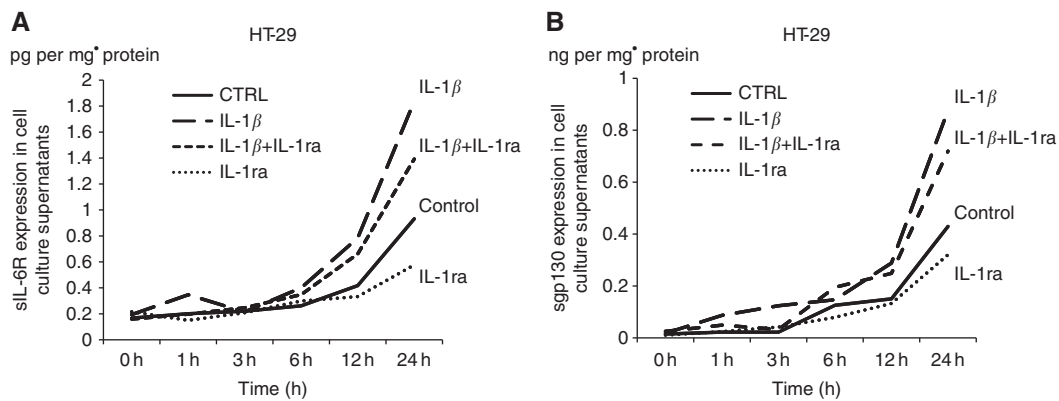 A
HT-29
pg per mg• protein
sIL-6R expression in cell
culture supernatants
2
1.8
1.6
1.4
1.2
1
0.8
0.6
0.4
0.2
0
CTRL
IL-1β
IL-1β+IL-1ra
IL-1ra
IL-1β
IL-1β+IL-1ra
Control
IL-1ra
0 h 1 h 3 h 6 h 12 h 24 h
Time (h)
B
HT-29
ng per mg• protein
sgp130 expression in cell
culture supernatants
1
0.8
0.6
0.4
0.2
0
CTRL
IL-1β
IL-1β+IL-1ra
IL-1ra
IL-1β
IL-1β+IL-1ra
Control
IL-1ra
0 h 1 h 3 h 6 h 12 h 24 h
Time (h)